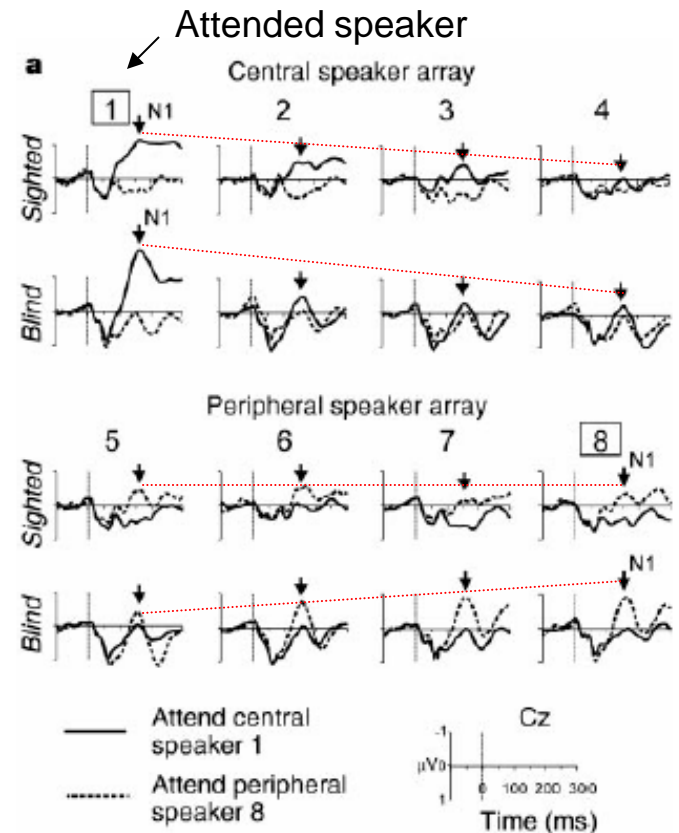 Attended speaker
a
Central speaker array
1 2 3 4
N1
Sighted
N1
Blind
Peripheral speaker array
5 6 7 8
N1
Sighted
N1
Blind
Attend central
speaker 1
Attend peripheral
speaker 8
Cz
-1
µV0
1
0 100 200 300
Time (ms)